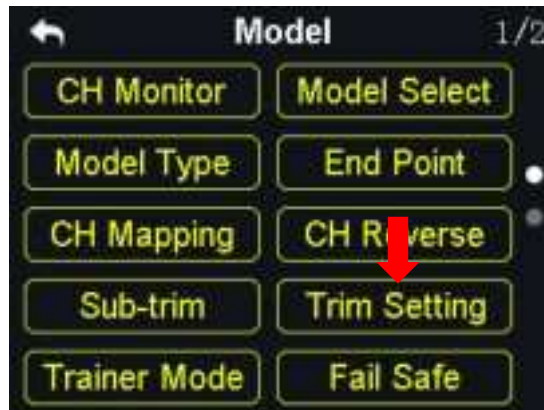 Model 1/2
CH Monitor Model Select
Model Type End Point
CH Mapping CH Reverse
Sub-trim Trim Setting
Trainer Mode Fail Safe